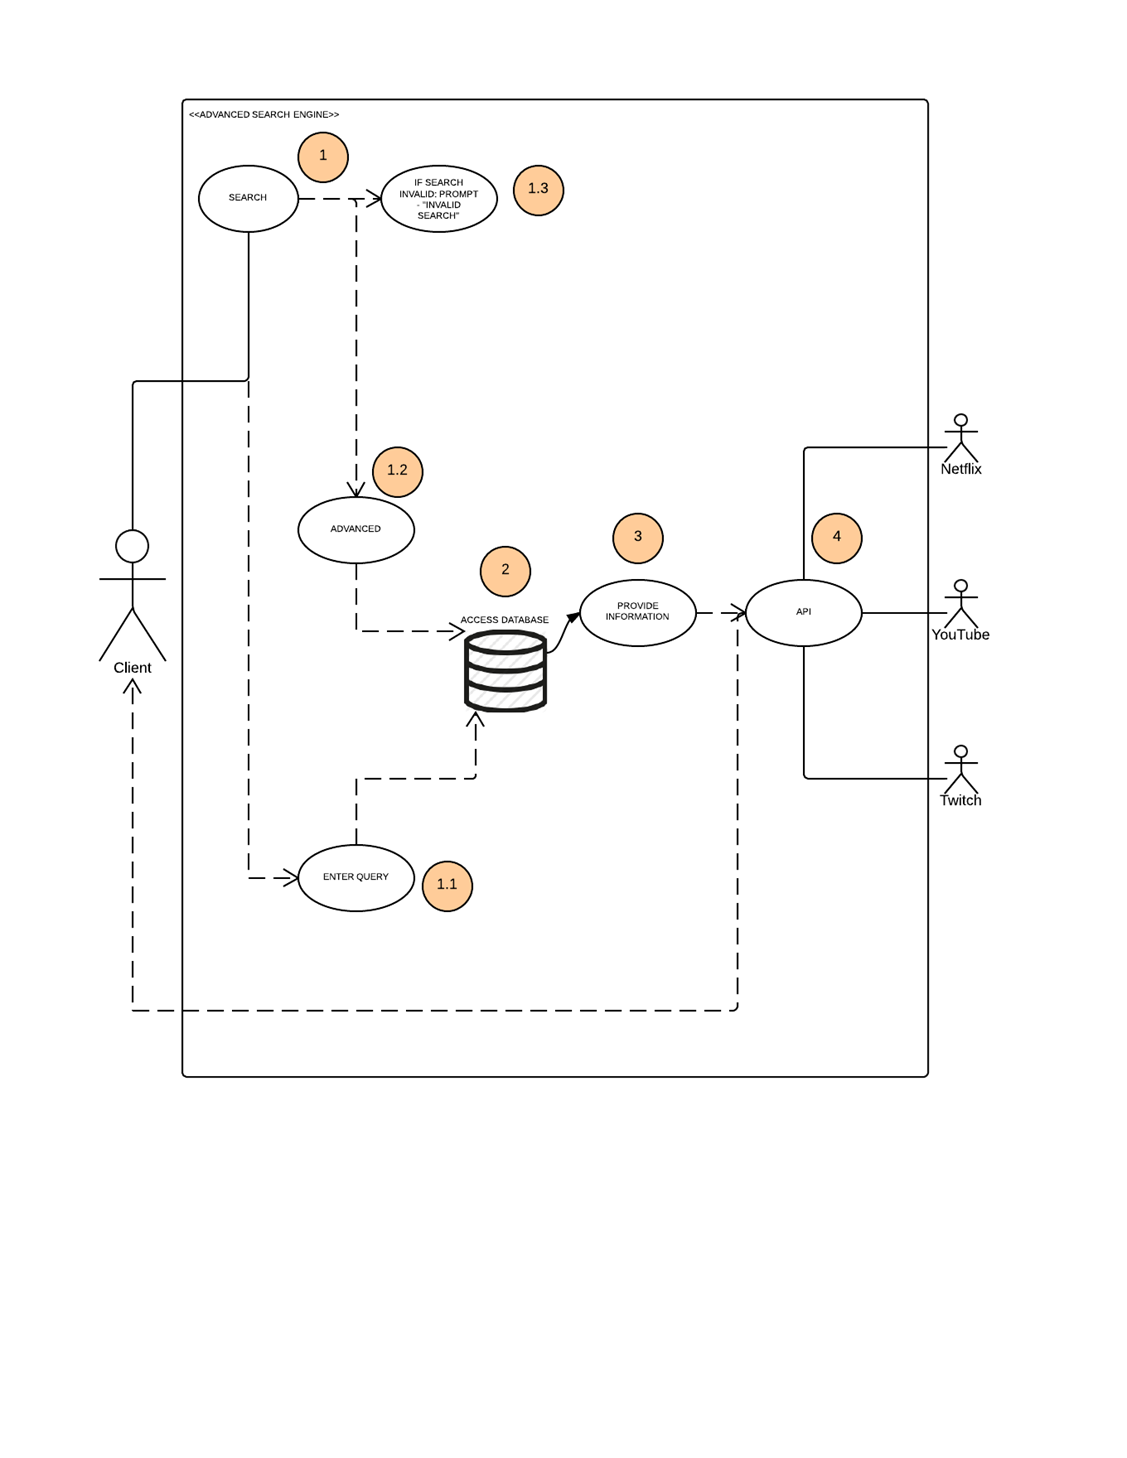 <<ADVANCED SEARCH ENGINE>>
1
SEARCH
IF SEARCH
INVALID: PROMPT
- "INVALID
SEARCH"
1.3
1.2
ADVANCED
Netflix
2
3
4
ACCESS DATABASE
PROVIDE
INFORMATION
API
YouTube
Client
Twitch
ENTER QUERY
1.1